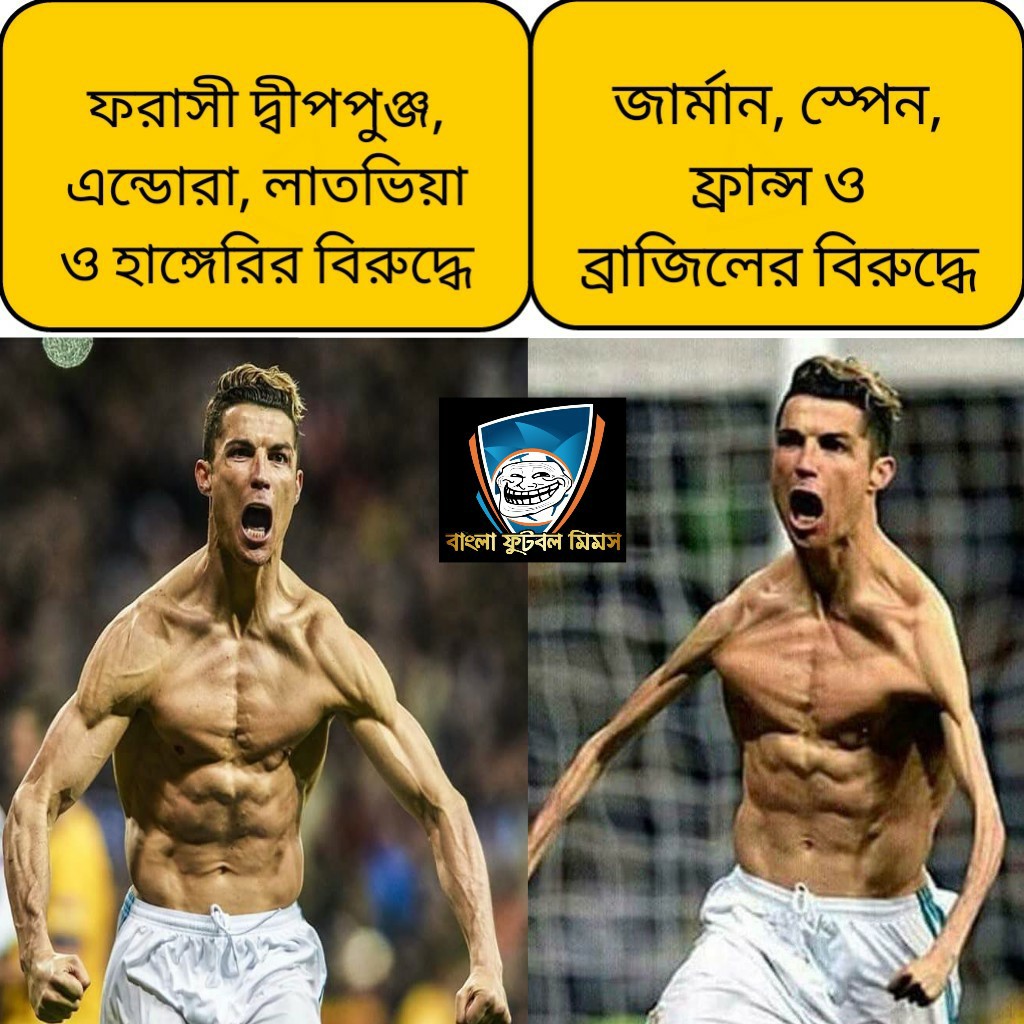 ফরাসী দ্বীপপুঞ্জ,
এন্ডোরা, লাতভিয়া
ও হাঙ্গেরির বিরুদ্ধে
জার্মান, স্পেন,
ফ্রান্স ও
ব্রাজিলের বিরুদ্ধে
বাংলা ফুটবল মিমস